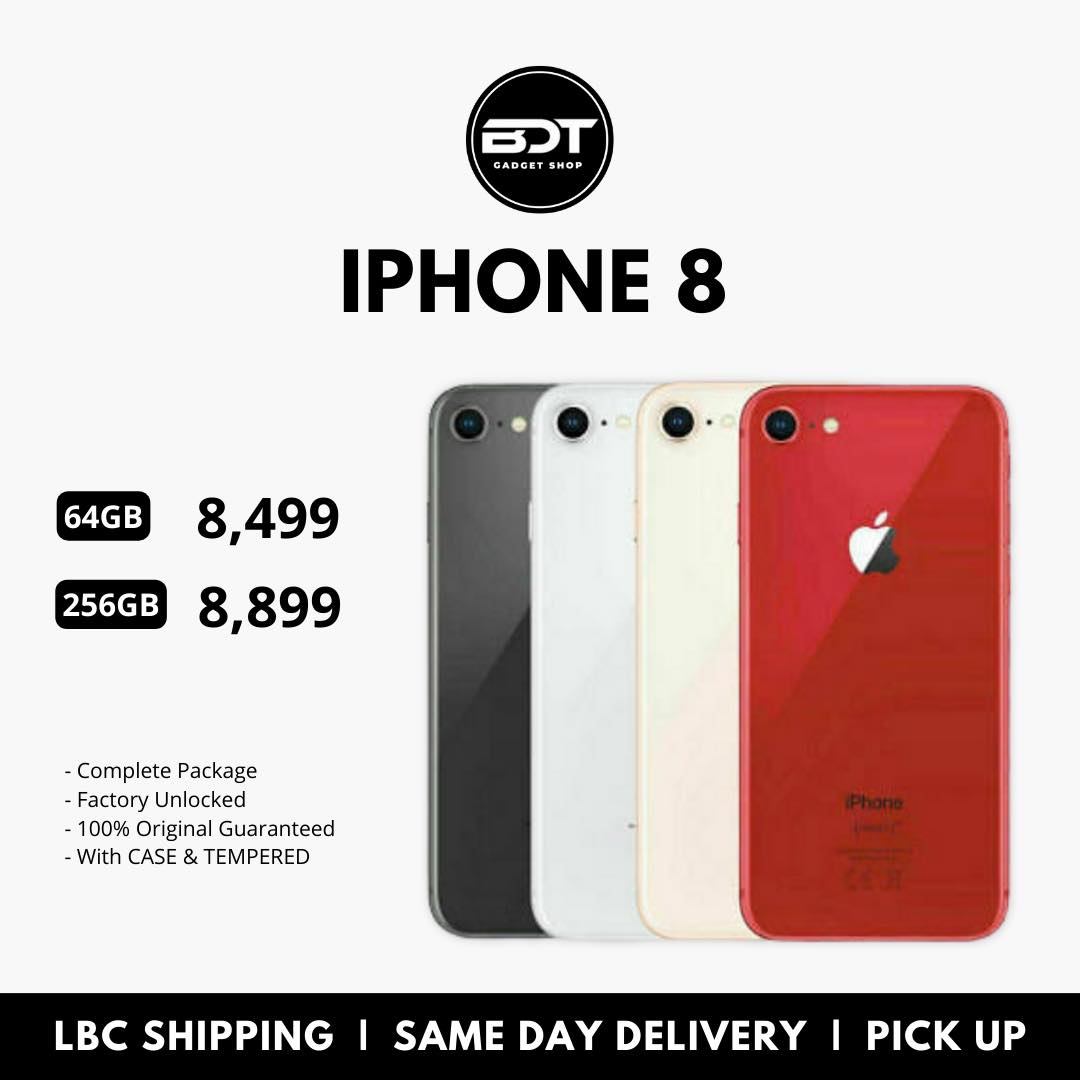 BDT
GADGET SHOP
IPHONE 8
64GB 8,499
256GB 8,899
- Complete Package
- Factory Unlocked
- 100% Original Guaranteed
- With CASE & TEMPERED
iPhone
LBC SHIPPING | SAME DAY DELIVERY | PICK UP